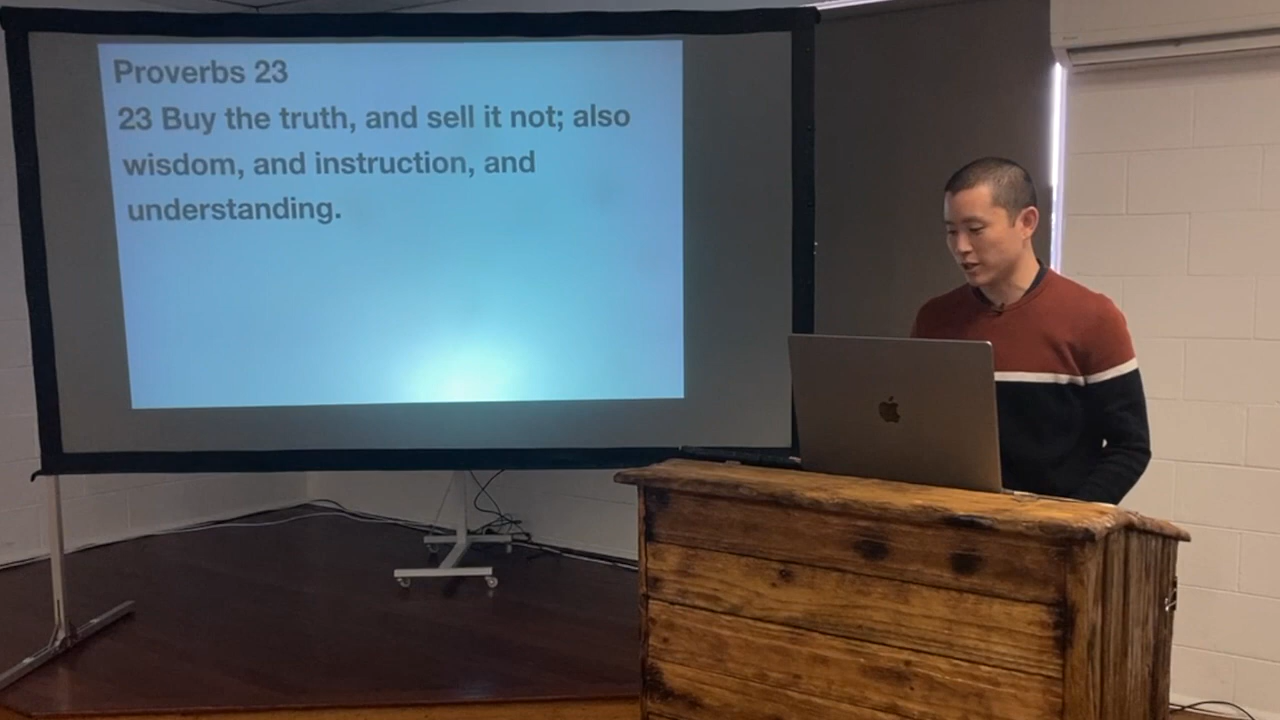 Proverbs 23
23 Buy the truth, and sell it not; also
wisdom, and instruction, and
understanding.